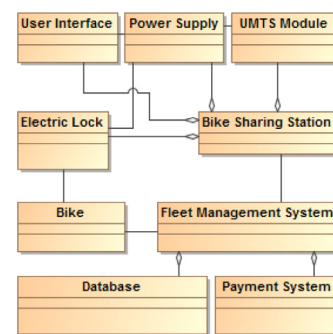 User Interface
Power Supply
UMTS Module
Electric Lock
Bike Sharing Station
Bike
Fleet Management System
Database
Payment System